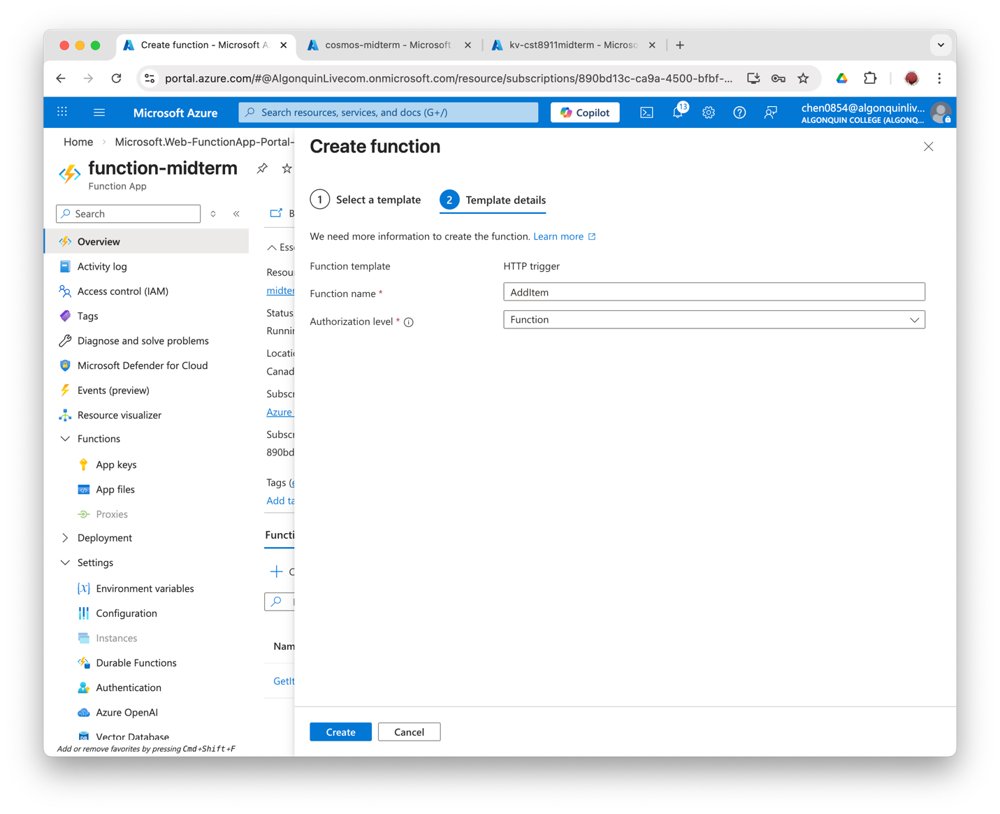 Create function - Microsoft A
cosmos-midterm - Microsoft
kv-cst8911midterm - Microso
portal.azure.com/#@AlgonquinLivecom.onmicrosoft.com/resource/subscriptions/890bd13c-ca9a-4500-bfbf-...
Microsoft Azure
Search resources, services, and docs (G+/)
Copilot
13
chen0854@algonquinliv...
ALGONQUIN COLLEGE (ALGONQ...
Home > Microsoft.Web-FunctionApp-Portal-
function-midterm
Function App
Search
Overview
Activity log
Access control (IAM)
Tags
Diagnose and solve problems
Microsoft Defender for Cloud
Events (preview)
Resource visualizer
Functions
App keys
App files
Proxies
Deployment
Settings
Environment variables
Configuration
Instances
Durable Functions
Authentication
Azure OpenAI
Vector Database
Add or remove favorites by pressing Cmd+Shift+F
B
Esse
Resou
midter
Status
Runnin
Locatio
Canad
Subscr
Azure
Subscr
890bd
Tags (e
Add ta
Functi
C
Nam
GetIt
Create function
1 Select a template
2 Template details
We need more information to create the function. Learn more
Function template HTTP trigger
Function name * AddItem
Authorization level * Function
Create
Cancel